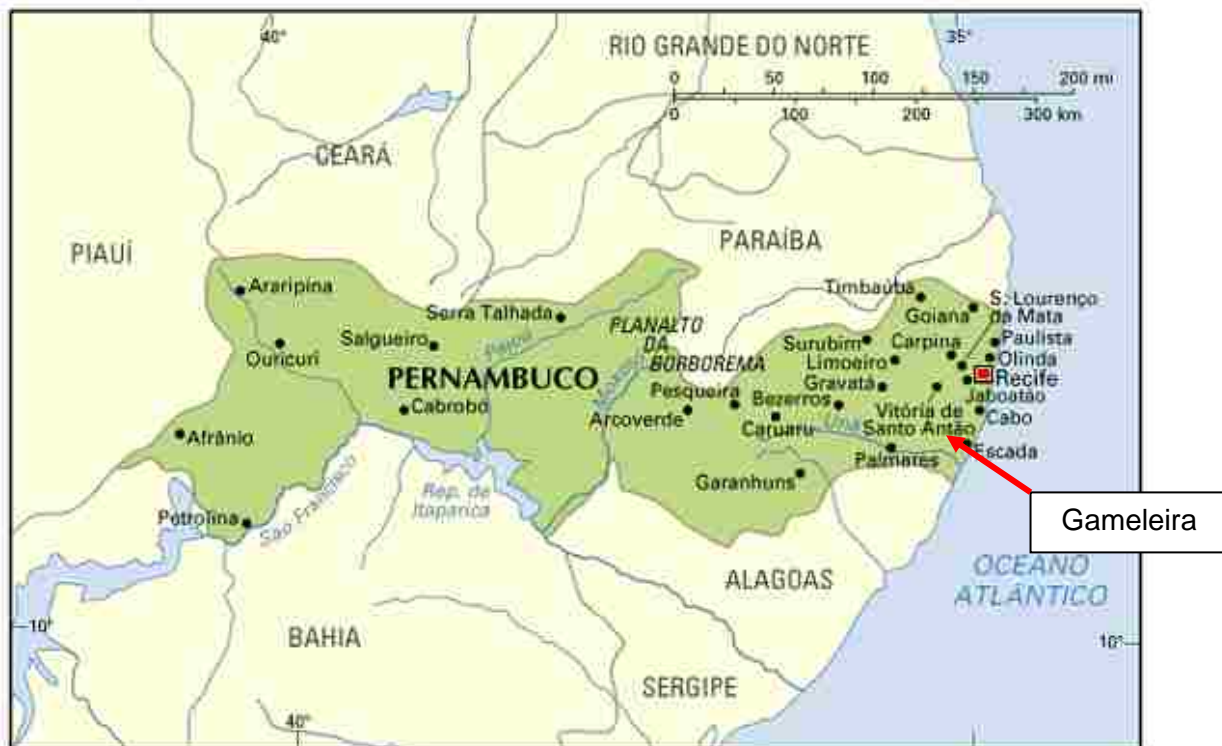 40°
35°
RIO GRANDE DO NORTE
0 50 100 150 200 mi
0 100 200 300 km
CEARÁ
PIAUÍ
PARAÍBA
Araripina
Timbaúba
S. Lourenço
da Mata
Goiana
Serra Talhada
PLANALTO
DA
BORBOREMA
Paulista
Salgueiro
Pajeú
Surubim
Carpina
Olinda
Ouricuri
Limoeiro
PERNAMBUCO
Moxotó
Gravatá
Recife
Pesqueira
Bezerros
Jaboatão
Cabrobó
Arcoverde
Caruaru
Una
Vitória de
Santo Antão
Cabo
Afrânio
Palmares
Escada
Garanhuns
Rep. de
Itaparica
Petrolina
São Francisco
Gameleira
OCEANO
ATLÂNTICO
ALAGOAS
10°
BAHIA
10°
SERGIPE
40°